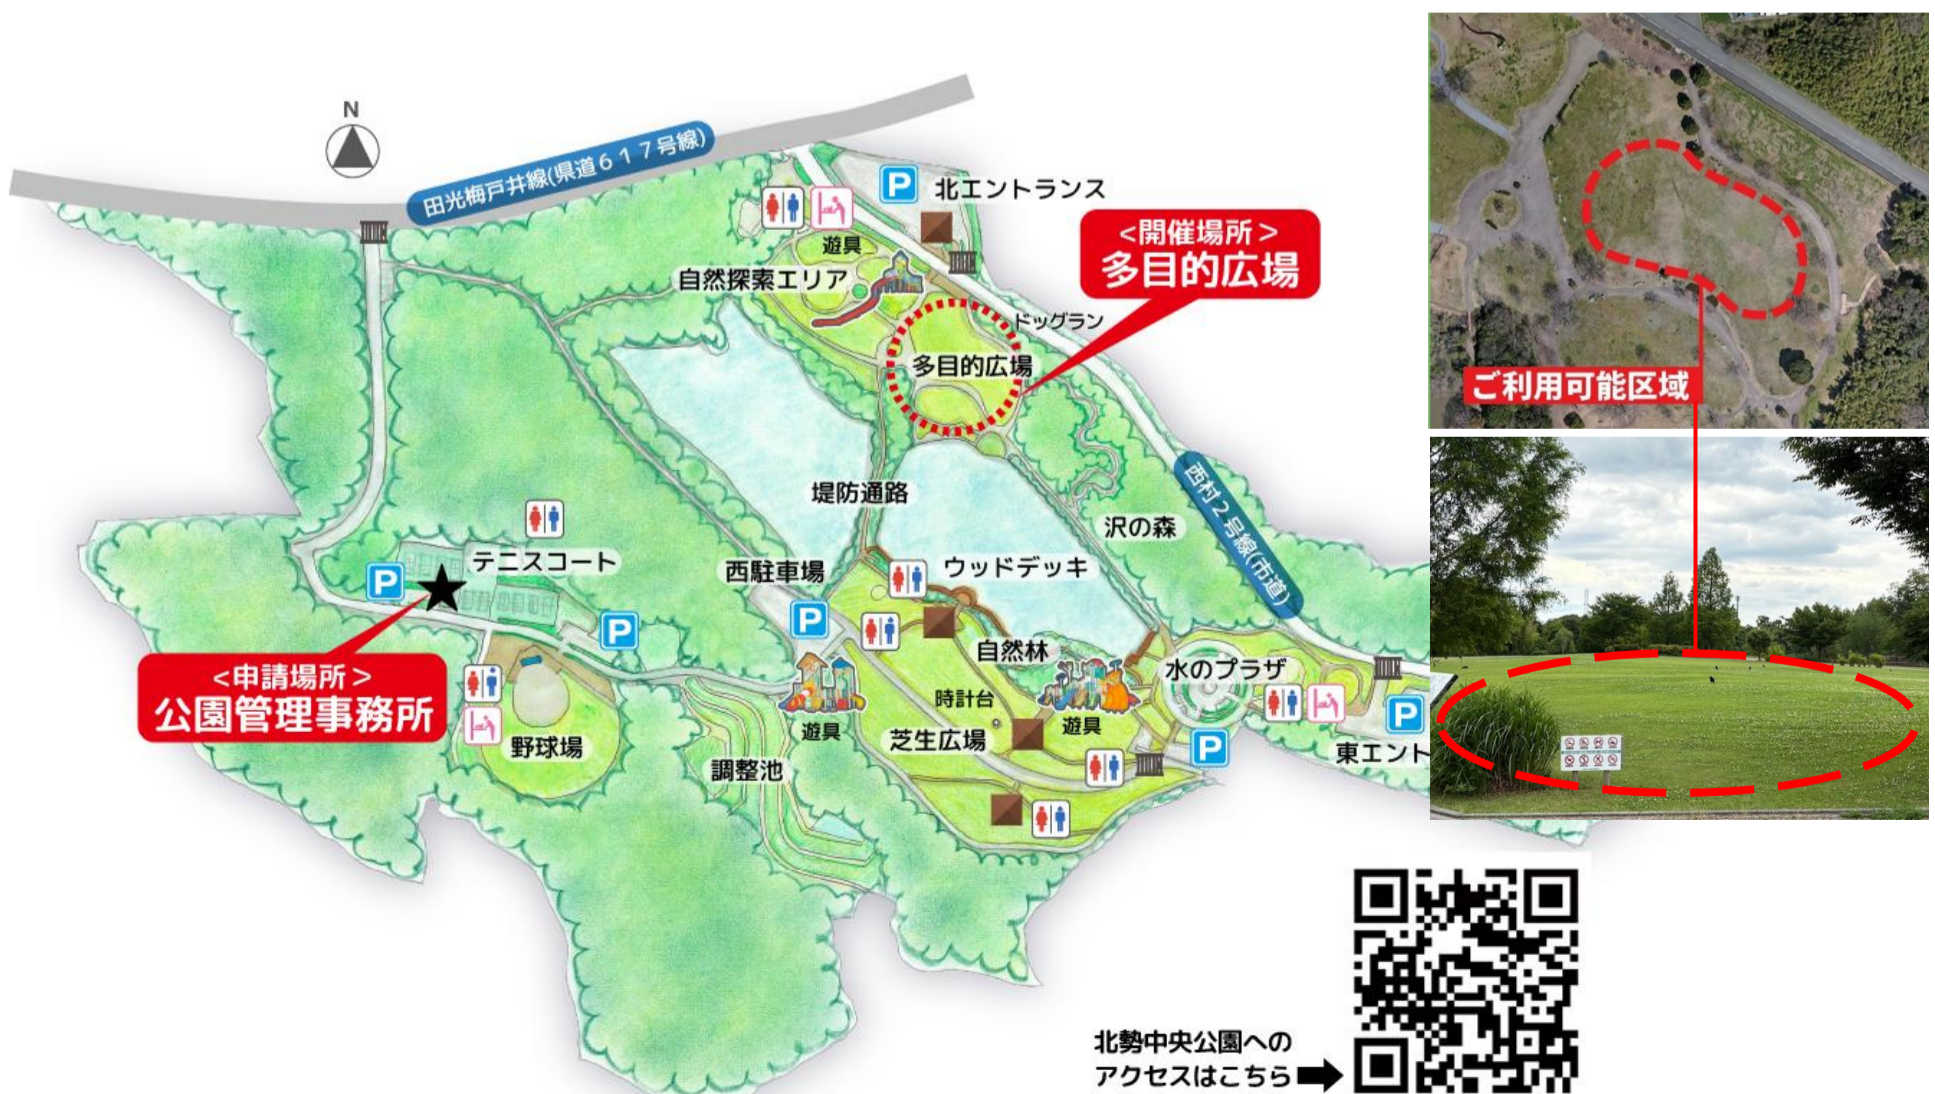 N
田光梅戸井線(県道617号線)
P
北エントランス
<開催場所>
多目的広場
遊具
自然探索エリア
ドッグラン
多目的広場
ご利用可能区域
堤防通路
沢の森
西村2号線(市道)
テニスコート
P
西駐車場
ウッドデッキ
P
P
自然林
水のプラザ
<申請場所>
公園管理事務所
時計台
遊具
遊具
芝生広場
P
P
野球場
調整池
東エント
北勢中央公園への
アクセスはこちら